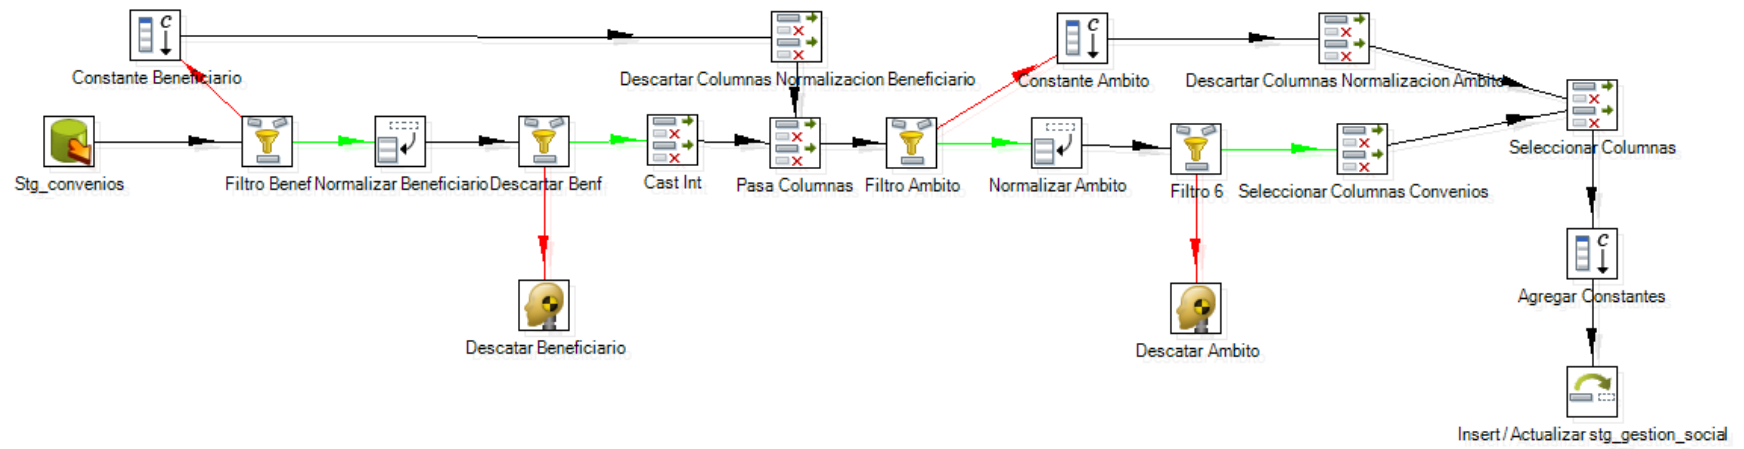 Constante Beneficiario
Descartar Columnas Normalizacion Beneficiario
Constante Ambito
Descartar Columnas Normalizacion Ambito
Seleccionar Columnas
Stg_convenios
Filtro Benef
Normalizar Beneficiario
Descartar Benf
Cast Int
Pasa Columnas
Filtro Ambito
Normalizar Ambito
Filtro 6
Seleccionar Columnas Convenios
Agregar Constantes
Descatar Beneficiario
Descatar Ambito
Insert / Actualizar stg_gestion_social